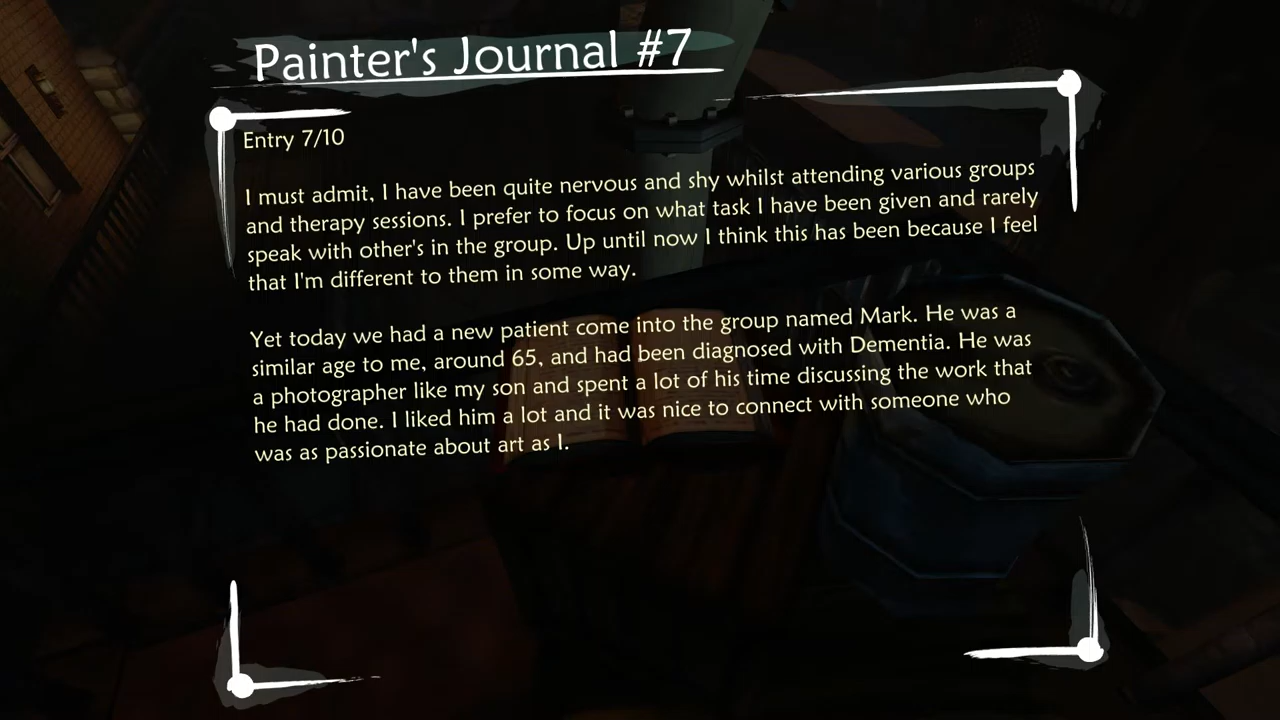 Painter's Journal #7
Entry 7/10
I must admit, I have been quite nervous and shy whilst attending various groups
and therapy sessions. I prefer to focus on what task I have been given and rarely
speak with other's in the group. Up until now I think this has been because I feel
that I'm different to them in some way.
Yet today we had a new patient come into the group named Mark. He was a
similar age to me, around 65, and had been diagnosed with Dementia. He was
a photographer like my son and spent a lot of his time discussing the work that
he had done. I liked him a lot and it was nice to connect with someone who
was as passionate about art as I.